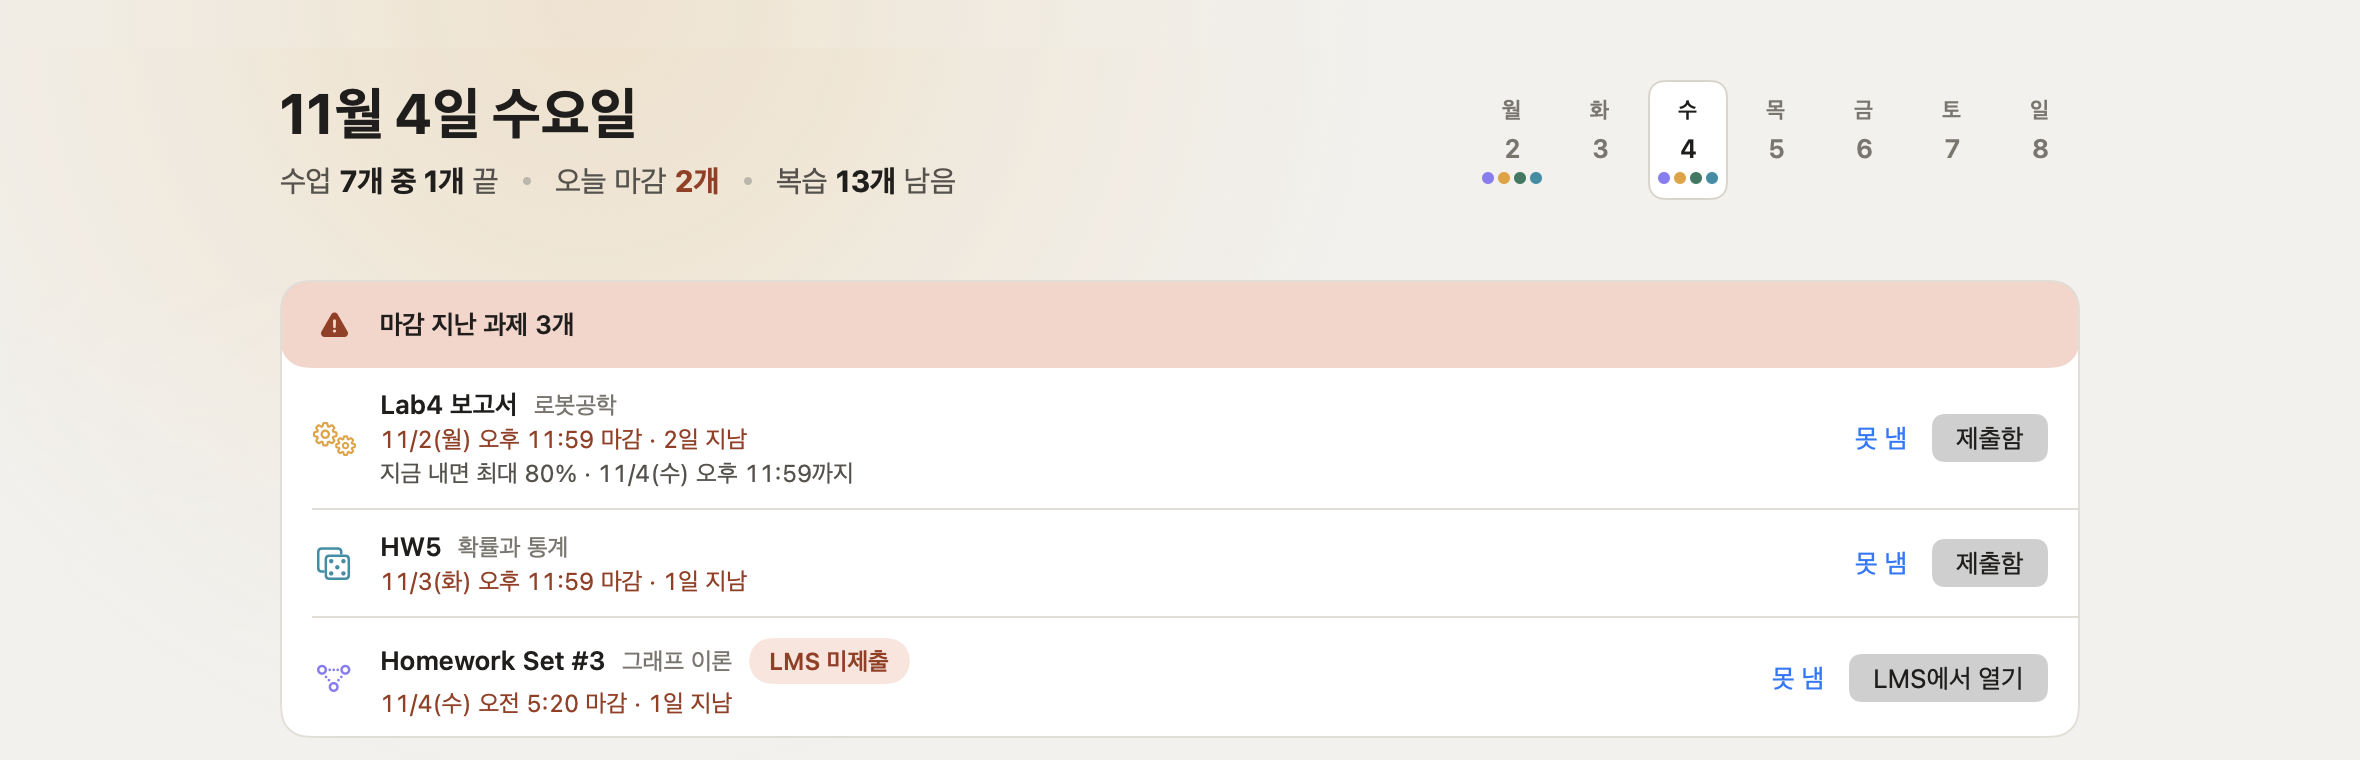 11월 4일 수요일
수업 7개 중 1개 끝 • 오늘 마감 2개 • 복습 13개 남음
월 화 수 목 금 토 일
2 3 4 5 6 7 8
마감 지난 과제 3개
Lab4 보고서 로봇공학
11/2(월) 오후 11:59 마감 · 2일 지남
지금 내면 최대 80% · 11/4(수) 오후 11:59까지
못 냄 제출함
HW5 확률과 통계
11/3(화) 오후 11:59 마감 · 1일 지남
못 냄 제출함
Homework Set #3 그래프 이론 LMS 미제출
11/4(수) 오전 5:20 마감 · 1일 지남
못 냄 LMS에서 열기